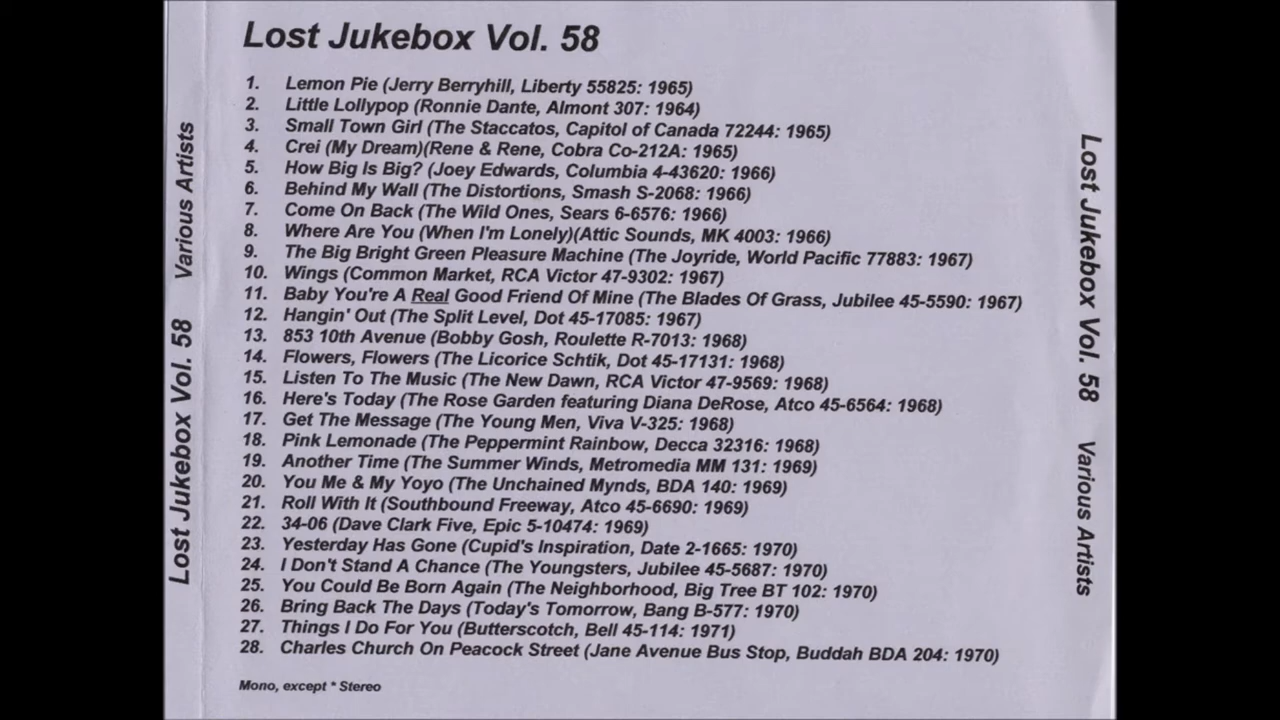 Lost Jukebox Vol. 58
1. Lemon Pie (Jerry Berryhill, Liberty 55825: 1965)
2. Little Lollypop (Ronnie Dante, Almont 307: 1964)
3. Small Town Girl (The Staccatos, Capitol of Canada 72244: 1965)
4. Crei (My Dream)(Rene & Rene, Cobra Co-212A: 1965)
5. How Big Is Big? (Joey Edwards, Columbia 4-43620: 1966)
6. Behind My Wall (The Distortions, Smash S-2068: 1966)
7. Come On Back (The Wild Ones, Sears 6-6576: 1966)
8. Where Are You (When I'm Lonely)(Attic Sounds, MK 4003: 1966)
9. The Big Bright Green Pleasure Machine (The Joyride, World Pacific 77883: 1967)
10. Wings (Common Market, RCA Victor 47-9302: 1967)
11. Baby You're A Real Good Friend Of Mine (The Blades Of Grass, Jubilee 45-5590: 1967)
12. Hangin' Out (The Split Level, Dot 45-17085: 1967)
13. 853 10th Avenue (Bobby Gosh, Roulette R-7013: 1968)
14. Flowers, Flowers (The Licorice Schtik, Dot 45-17131: 1968)
15. Listen To The Music (The New Dawn, RCA Victor 47-9569: 1968)
16. Here's Today (The Rose Garden featuring Diana DeRose, Atco 45-6564: 1968)
17. Get The Message (The Young Men, Viva V-325: 1968)
18. Pink Lemonade (The Peppermint Rainbow, Decca 32316: 1968)
19. Another Time (The Summer Winds, Metromedia MM 131: 1969)
20. You Me & My Yoyo (The Unchained Mynds, BDA 140: 1969)
21. Roll With It (Southbound Freeway, Atco 45-6690: 1969)
22. 34-06 (Dave Clark Five, Epic 5-10474: 1969)
23. Yesterday Has Gone (Cupid's Inspiration, Date 2-1665: 1970)
24. I Don't Stand A Chance (The Youngsters, Jubilee 45-5687: 1970)
25. You Could Be Born Again (The Neighborhood, Big Tree BT 102: 1970)
26. Bring Back The Days (Today's Tomorrow, Bang B-577: 1970)
27. Things I Do For You (Butterscotch, Bell 45-114: 1971)
28. Charles Church On Peacock Street (Jane Avenue Bus Stop, Buddah BDA 204: 1970)
Mono, except * Stereo
Lost Jukebox Vol. 58 Various Artists
Lost Jukebox Vol. 58 Various Artists